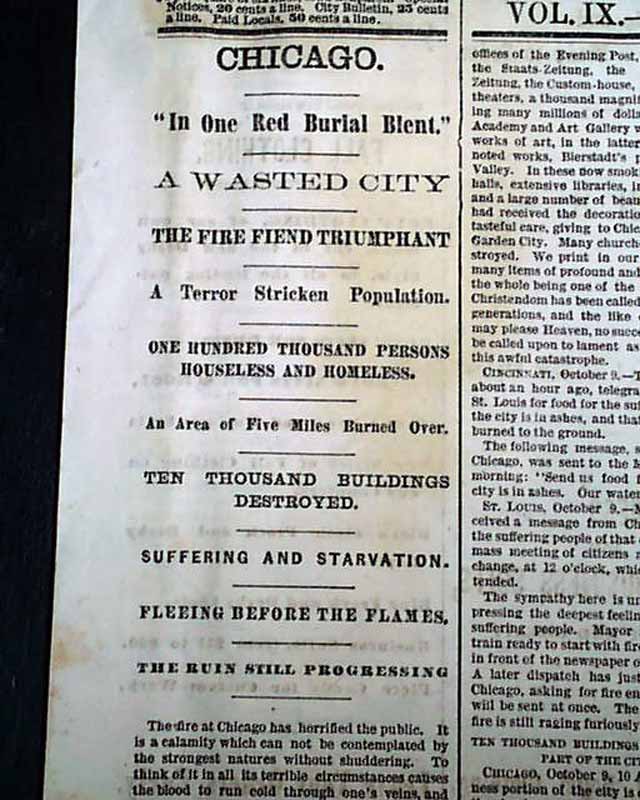 Notices, 20 cents a line. City Bulletin, 25 cents
a line. Paid Locals, 50 cents a line.
CHICAGO.
"In One Red Burial Blent."
A WASTED CITY
THE FIRE FIEND TRIUMPHANT
A Terror Stricken Population.
ONE HUNDRED THOUSAND PERSONS
HOUSELESS AND HOMELESS.
An Area of Five Miles Burned Over.
TEN THOUSAND BUILDINGS
DESTROYED.
SUFFERING AND STARVATION.
FLEEING BEFORE THE FLAMES,
THE RUIN STILL PROGRESSING
The fire at Chicago has horrified the public. It
is a calamity which can not be contemplated by
the strongest natures without shuddering. To
think of it in all its terrible circumstances causes
the blood to run cold through one's veins, and
VOL. IX.—
offices of the Evening Post,
the Staats-Zeitung, the
Zeitung, the Custom-house,
theaters, a thousand magni
ing many millions of dolla
Academy and Art Gallery w
works of art, in the latter
noted works, Bierstadt's
Valley. In these now smok
halls, extensive libraries, i
and a large number of beau
had received the decoratio
tasteful care, giving to Chic
Garden City. Many church
stroyed. We print in our
many items of profound and
the whole being one of the
Christendom has been called
generations, and the like
may please Heaven, no succe
be called upon to lament as
this awful catastrophe.
CINCINNATI, October 9.—T
about an hour ago, telegra
St. Louis for food for the suf
the city is in ashes, and that
burned to the ground.
The following message, s
Chicago, was sent to the M
morning: "Send us food f
city is in ashes. Our water
ST. LOUIS, October 9.—M
ceived a message from Ch
the suffering people of that
mass meeting of citizens
change, at 12 o'clock, whic
tended.
The sympathy here is un
pressing the deepest feelin
suffering people. Mayor
train ready to start with fire
in front of the newspaper o
A later dispatch has just
Chicago, asking for fire en
will be sent at once. The
fire is still raging furiously
TEN THOUSAND BUILDINGS
PART OF THE CIT
CHICAGO, October 9, 10
ness portion of the city is